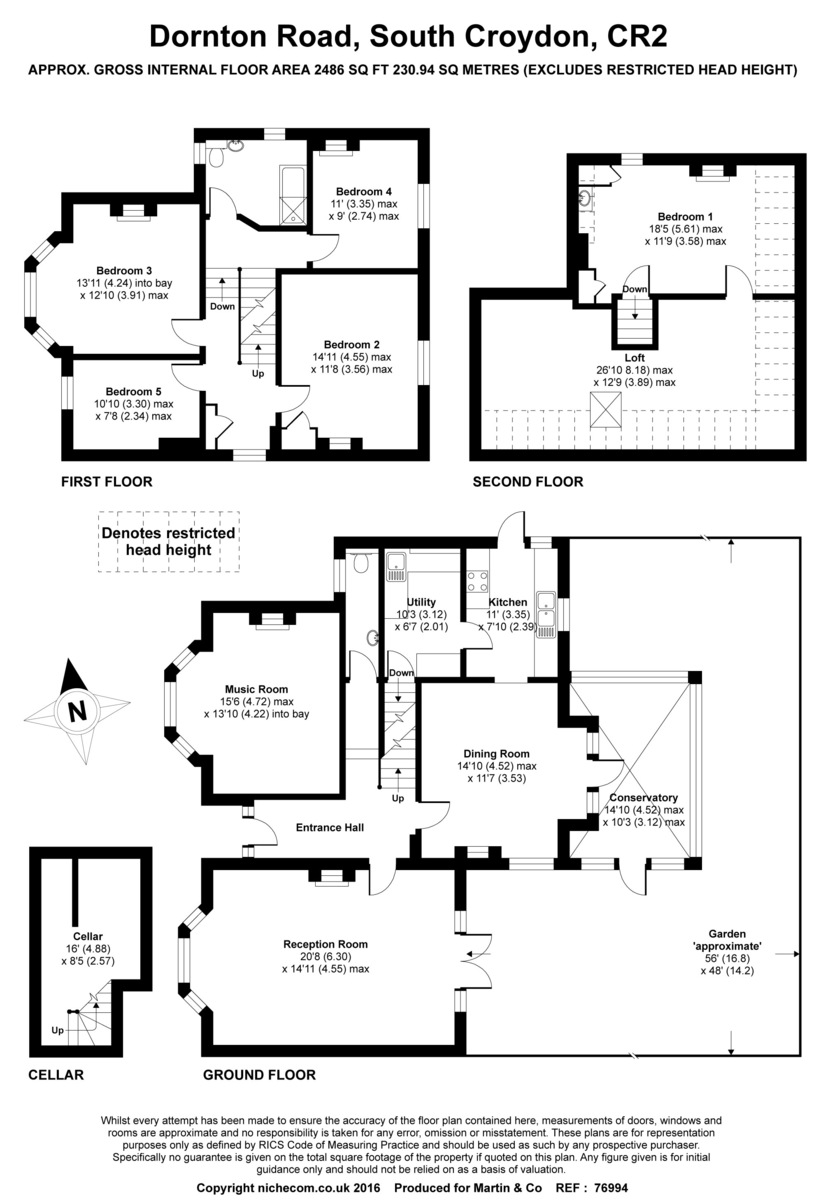 Dornton Road, South Croydon, CR2
APPROX. GROSS INTERNAL FLOOR AREA 2486 SQ FT 230.94 SQ METRES (EXCLUDES RESTRICTED HEAD HEIGHT)
Bedroom 4
11' (3.35) max
x 9' (2.74) max
Bedroom 3
13'11 (4.24) into bay
x 12'10 (3.91) max
Down
Up
Bedroom 2
14'11 (4.55) max
x 11'8 (3.56) max
Bedroom 5
10'10 (3.30) max
x 7'8 (2.34) max
FIRST FLOOR
Bedroom 1
18'5 (5.61) max
x 11'9 (3.58) max
Down
Loft
26'10 8.18) max
x 12'9 (3.89) max
SECOND FLOOR
Denotes restricted
head height
N
Utility
10'3 (3.12)
x 6'7 (2.01)
Kitchen
11' (3.35)
x 7'10 (2.39)
Down
Music Room
15'6 (4.72) max
x 13'10 (4.22) into bay
Dining Room
14'10 (4.52) max
x 11'7 (3.53)
Up
Conservatory
14'10 (4.52) max
x 10'3 (3.12) max
Entrance Hall
Reception Room
20'8 (6.30)
x 14'11 (4.55) max
Garden
'approximate'
56' (16.8)
x 48' (14.2)
Cellar
16' (4.88)
x 8'5 (2.57)
Up
CELLAR
GROUND FLOOR
Whilst every attempt has been made to ensure the accuracy of the floor plan contained here, measurements of doors, windows and
rooms are approximate and no responsibility is taken for any error, omission or misstatement. These plans are for representation
purposes only as defined by RICS Code of Measuring Practice and should be used as such by any prospective purchaser.
Specifically no guarantee is given on the total square footage of the property if quoted on this plan. Any figure given is for initial
guidance only and should not be relied on as a basis of valuation.
Copyright nichecom.co.uk 2016 Produced for Martin & Co REF : 76994